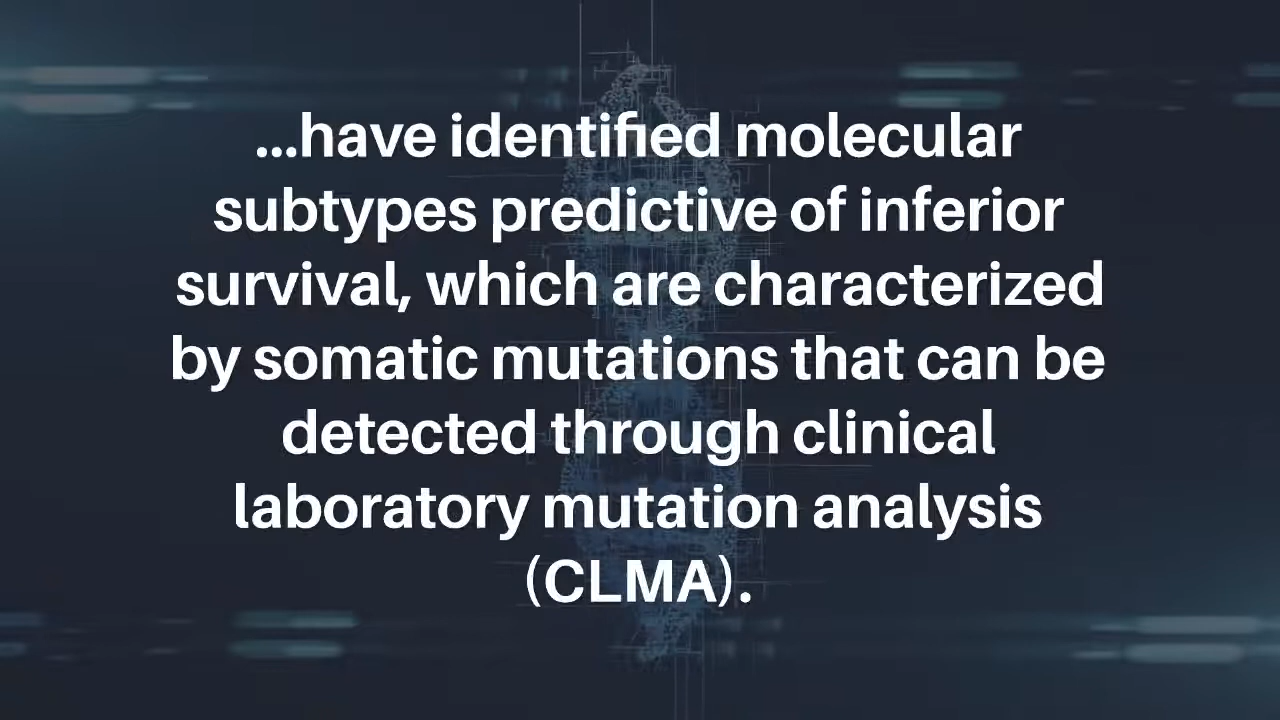 ...have identified molecular
subtypes predictive of inferior
survival, which are characterized
by somatic mutations that can be
detected through clinical
laboratory mutation analysis
(CLMA).